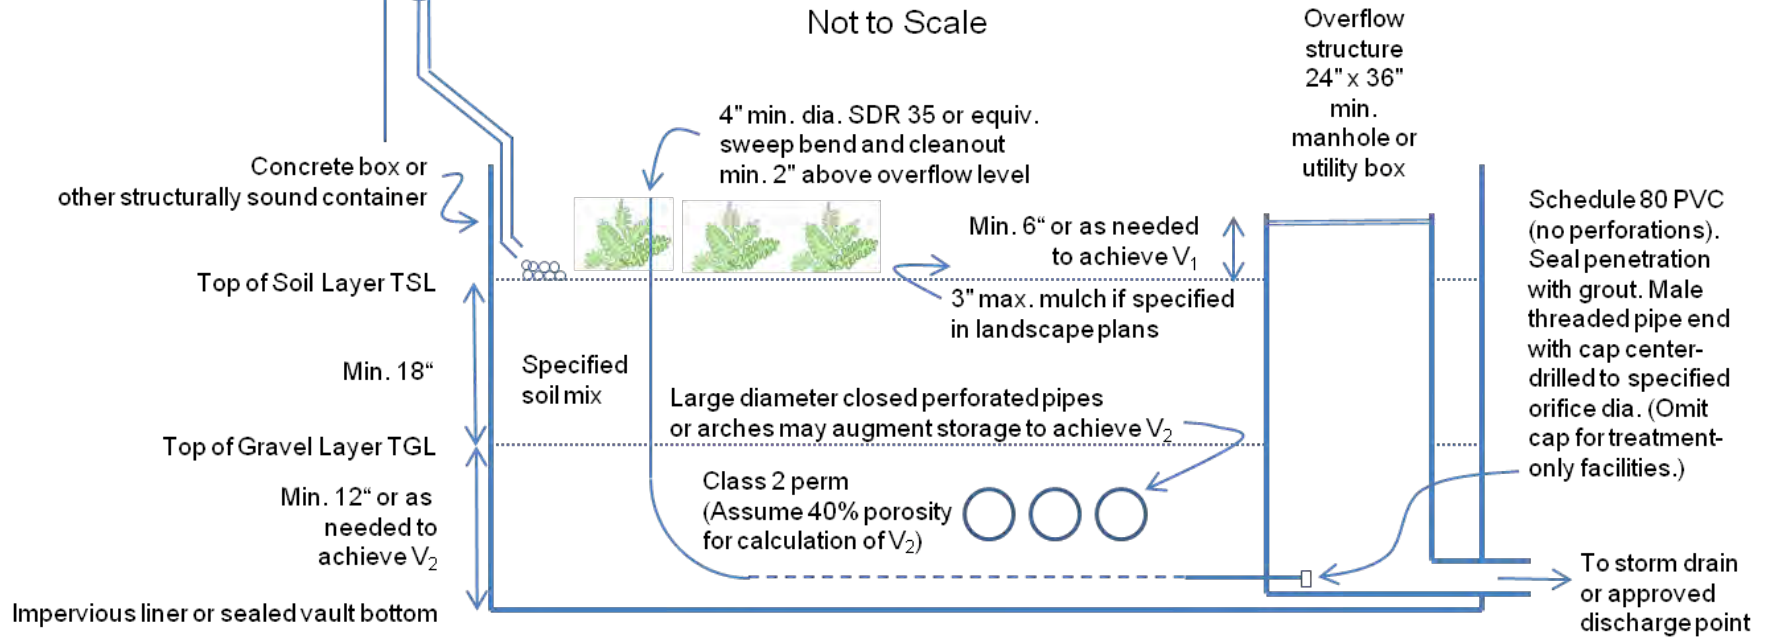 Not to Scale
Overflow
structure
24" x 36"
min.
manhole or
utility box
4" min. dia. SDR 35 or equiv.
sweep bend and cleanout
min. 2" above overflow level
Concrete box or
other structurally sound container
Schedule 80 PVC
(no perforations).
Seal penetration
with grout. Male
threaded pipe end
with cap center-
drilled to specified
orifice dia. (Omit
cap for treatment-
only facilities.)
Min. 6“ or as needed
to achieve V₁
Top of Soil Layer TSL
3" max. mulch if specified
in landscape plans
Min. 18“
Specified
soil mix
Large diameter closed perforated pipes
or arches may augment storage to achieve V₂
Top of Gravel Layer TGL
Class 2 perm
(Assume 40% porosity
for calculation of V₂)
Min. 12“ or as
needed to
achieve V₂
To storm drain
or approved
discharge point
Impervious liner or sealed vault bottom